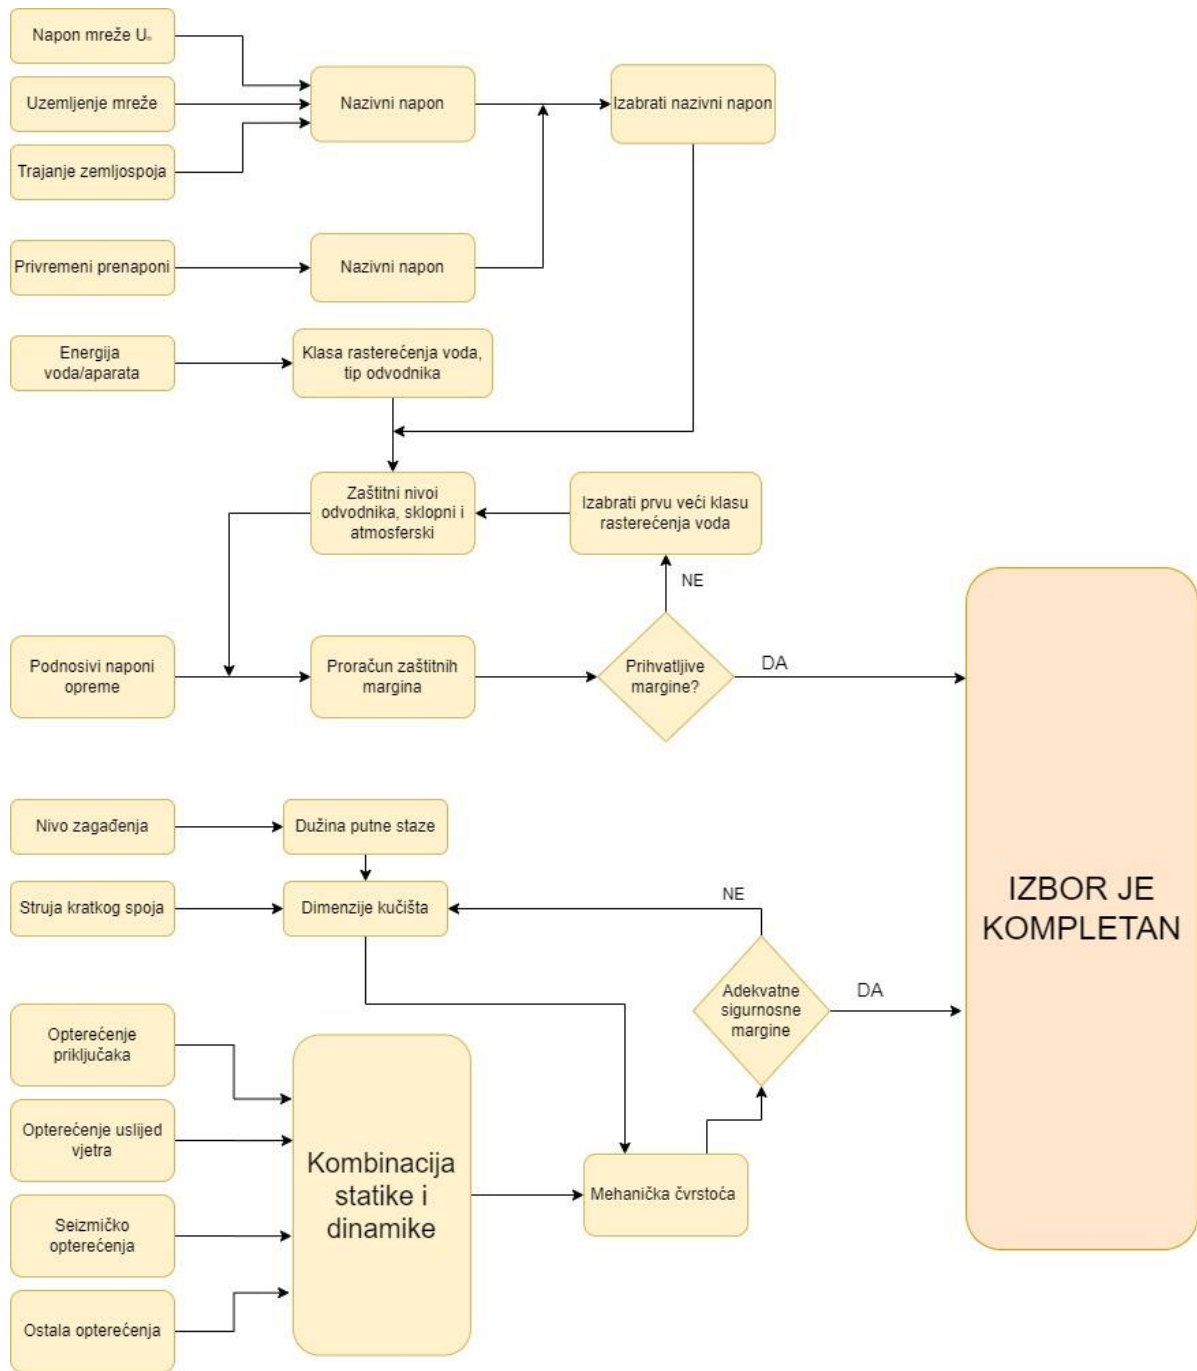 Napon mreže Uₙ
Uzemljenje mreže
Trajanje zemljospoja
Nazivni napon
Izabrati nazivni napon
Privremeni prenaponi
Nazivni napon
Energija
voda/aparata
Klasa rasterećenja voda,
tip odvodnika
Zaštitni nivoi
odvodnika, sklopni i
atmosferski
Izabrati prvu veći klasu
rasterećenja voda
NE
Podnosivi naponi
opreme
Proračun zaštitnih
margina
Prihvatljive
margine?
DA
Nivo zagađenja
Dužina putne staze
Struja kratkog spoja
Dimenzije kučišta
NE
Adekvatne
sigurnosne
margine
DA
IZBOR JE
KOMPLETAN
Opterećenje
priključaka
Opterećenje uslijed
vjetra
Seizmičko
opterećenja
Ostala opterećenja
Kombinacija
statike i
dinamike
Mehanička čvrstoća